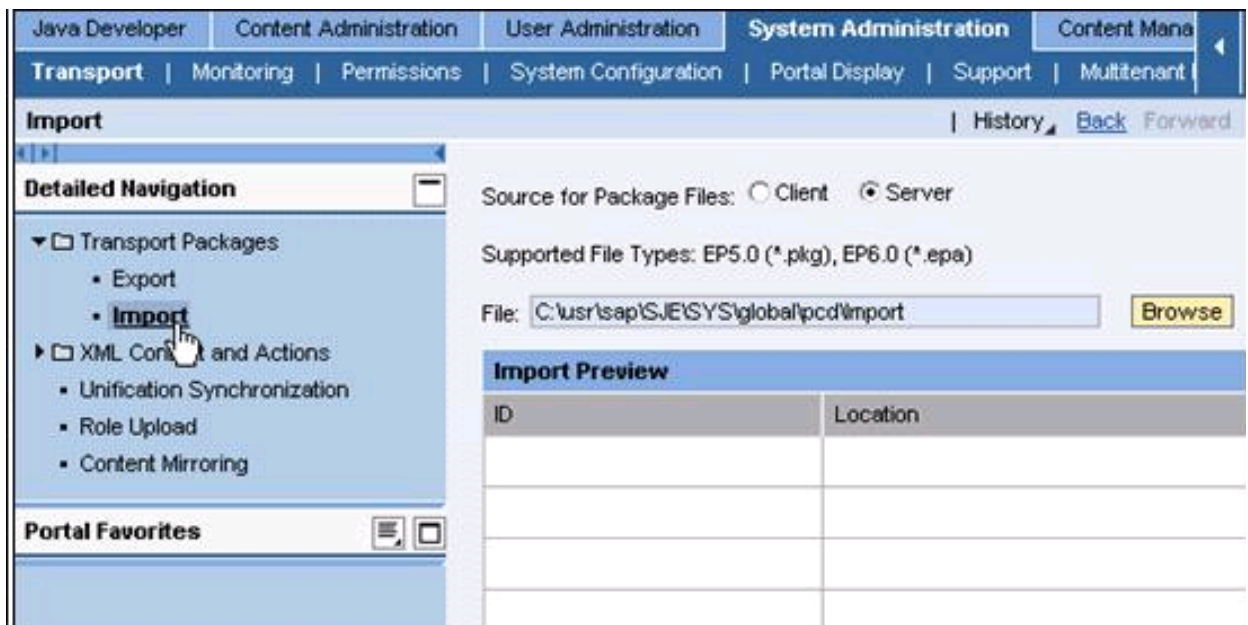 Java Developer Content Administration User Administration System Administration Content Mana
Transport | Monitoring | Permissions | System Configuration | Portal Display | Support | Multitenant
Import | History Back Forward
Detailed Navigation
Source for Package Files: Client Server
Transport Packages
Supported File Types: EP5.0 (*.pkg), EP6.0 (*.epa)
Export
Import
File: C:\usr\sap\SJE\SYS\global\pcd\Import Browse
XML Cont t and Actions
Import Preview
Unification Synchronization
ID Location
Role Upload
Content Mirroring
Portal Favorites